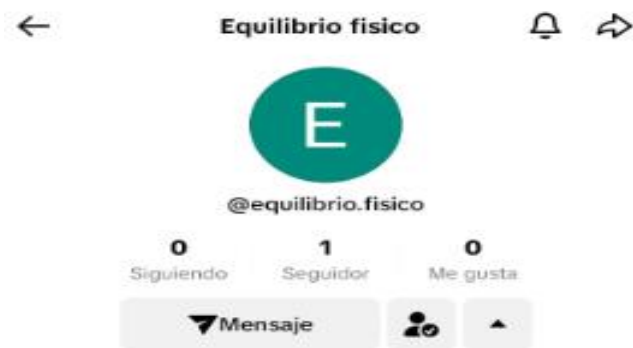 Equilibrio fisico
E
@equilibrio.fisico
0 1 0
Siguiendo Seguidor Me gusta
Mensaje